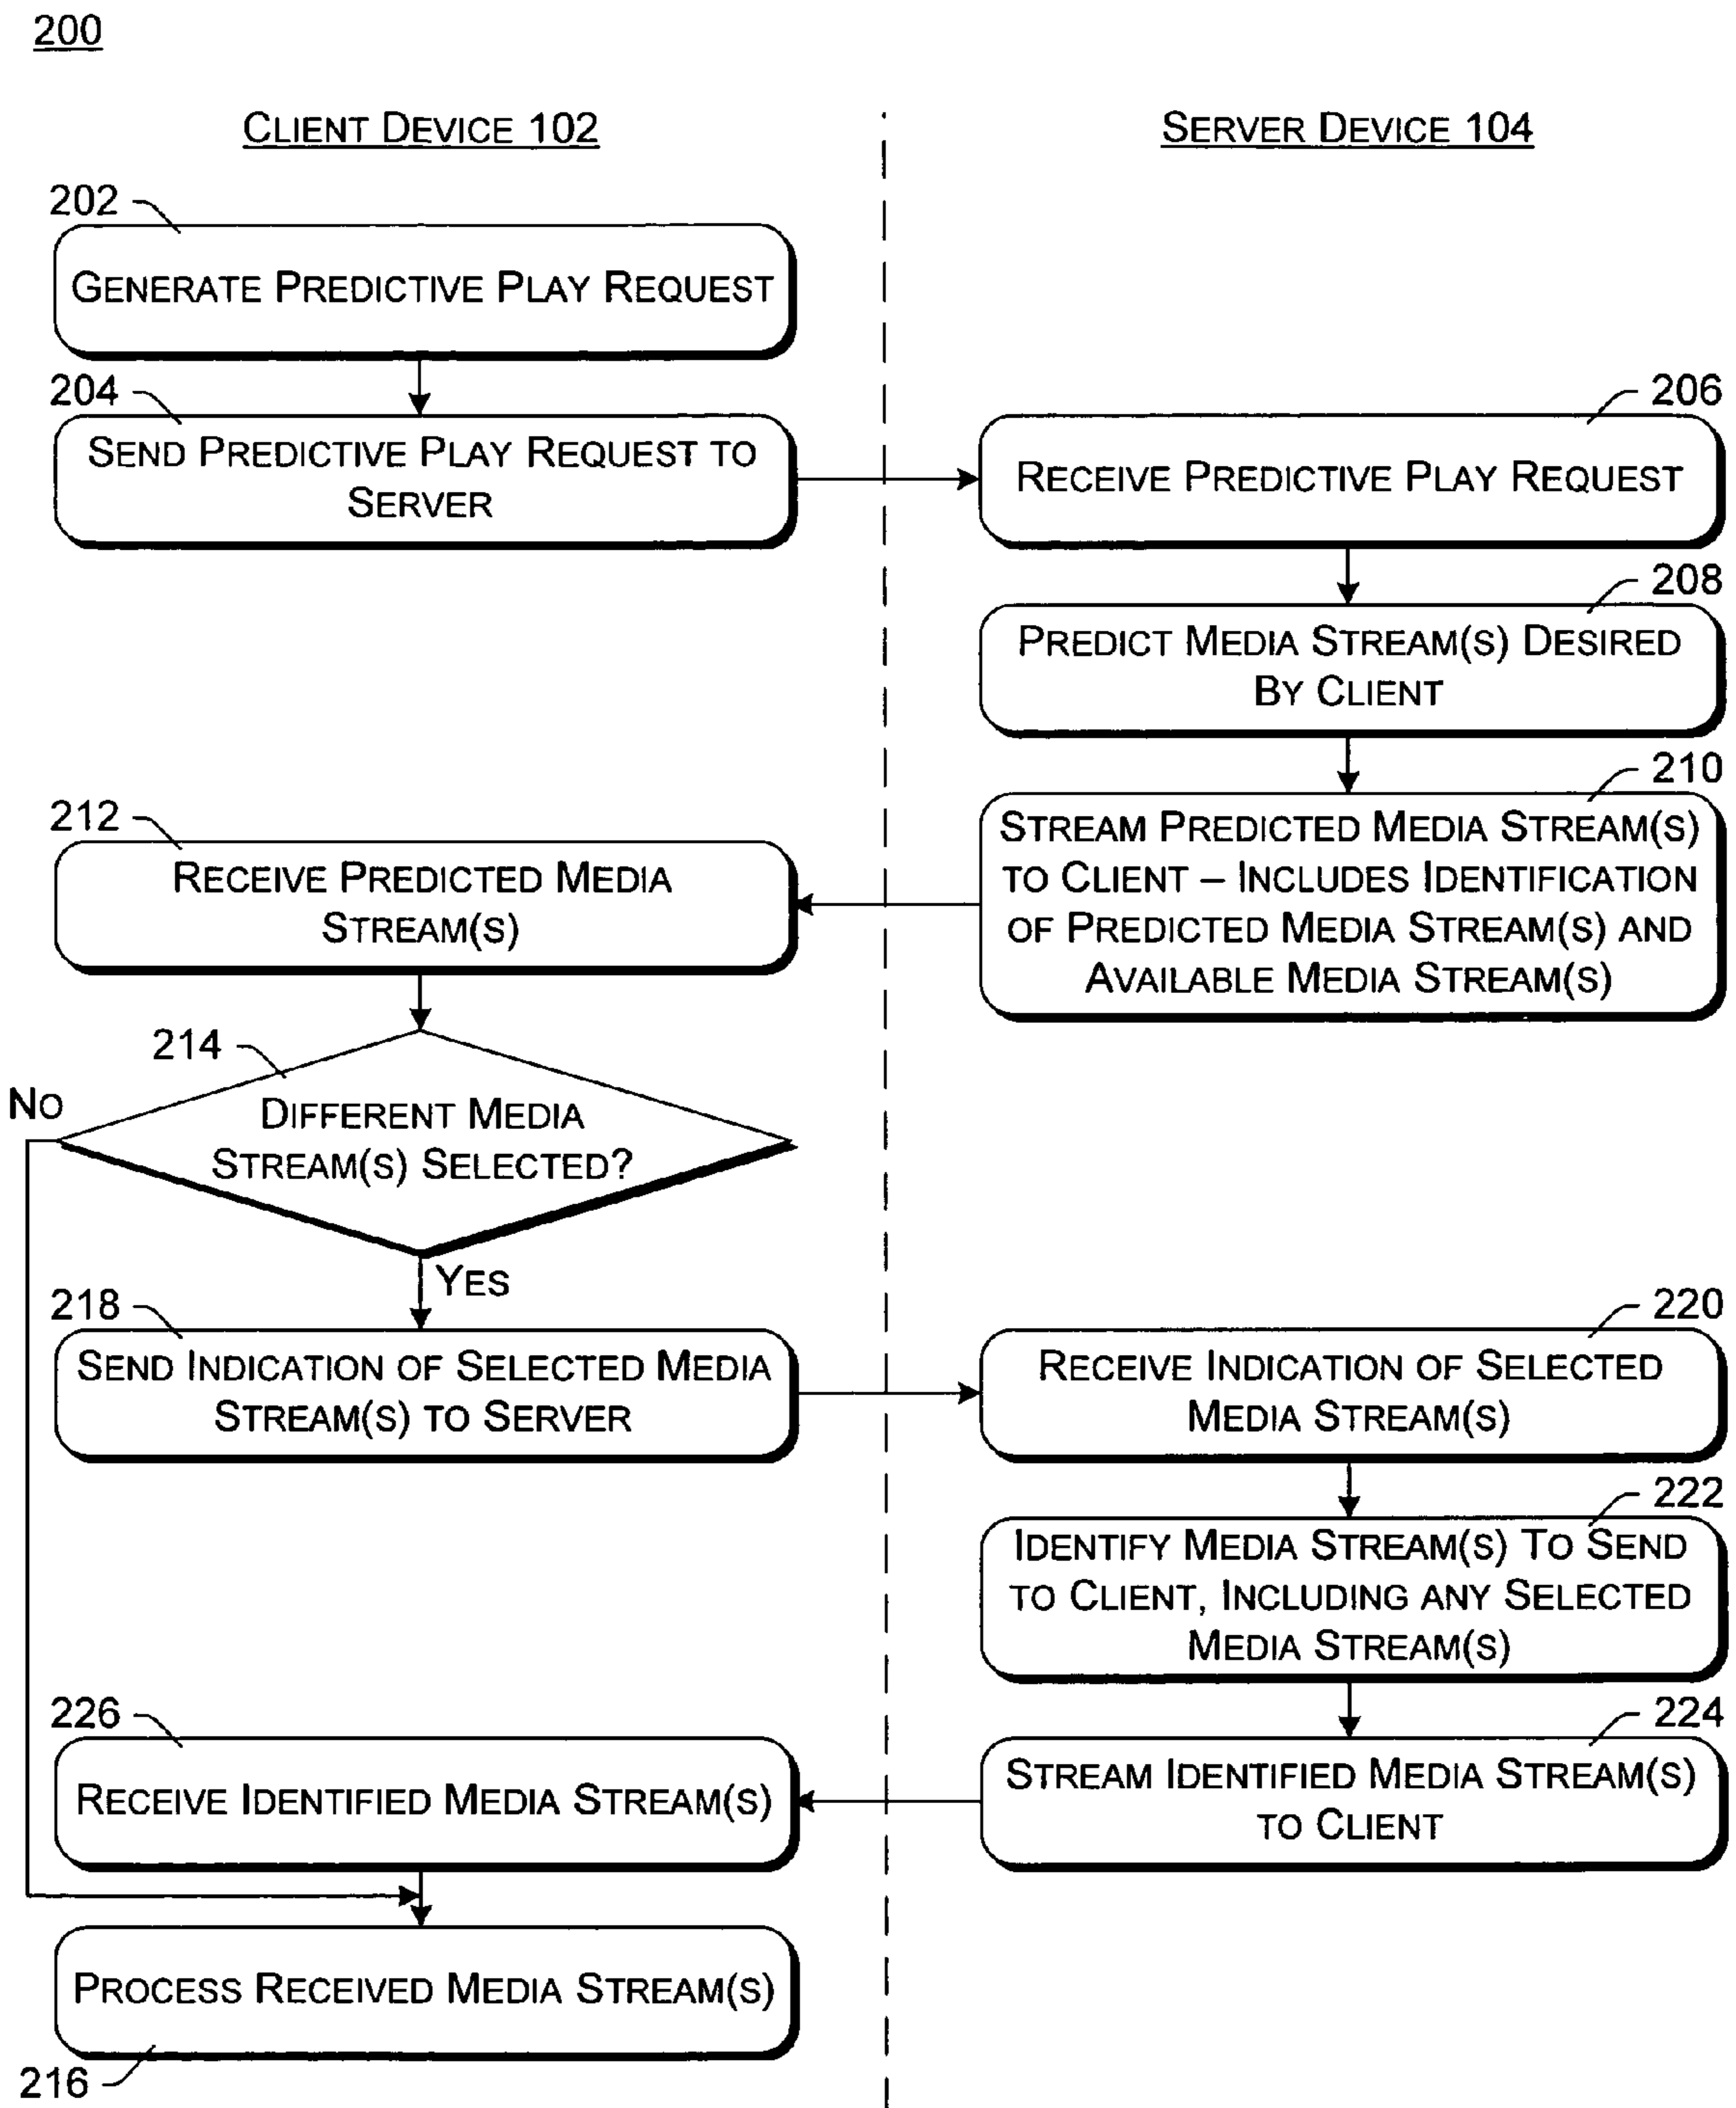 200
CLIENT DEVICE 102
SERVER DEVICE 104
202
GENERATE PREDICTIVE PLAY REQUEST
204
SEND PREDICTIVE PLAY REQUEST TO
SERVER
206
RECEIVE PREDICTIVE PLAY REQUEST
208
PREDICT MEDIA STREAM(S) DESIRED
BY CLIENT
210
STREAM PREDICTED MEDIA STREAM(S)
TO CLIENT – INCLUDES IDENTIFICATION
OF PREDICTED MEDIA STREAM(S) AND
AVAILABLE MEDIA STREAM(S)
212
RECEIVE PREDICTED MEDIA
STREAM(S)
214
NO
DIFFERENT MEDIA
STREAM(S) SELECTED?
YES
218
SEND INDICATION OF SELECTED MEDIA
STREAM(S) TO SERVER
220
RECEIVE INDICATION OF SELECTED
MEDIA STREAM(S)
222
IDENTIFY MEDIA STREAM(S) TO SEND
TO CLIENT, INCLUDING ANY SELECTED
MEDIA STREAM(S)
224
STREAM IDENTIFIED MEDIA STREAM(S)
TO CLIENT
226
RECEIVE IDENTIFIED MEDIA STREAM(S)
PROCESS RECEIVED MEDIA STREAM(S)
216